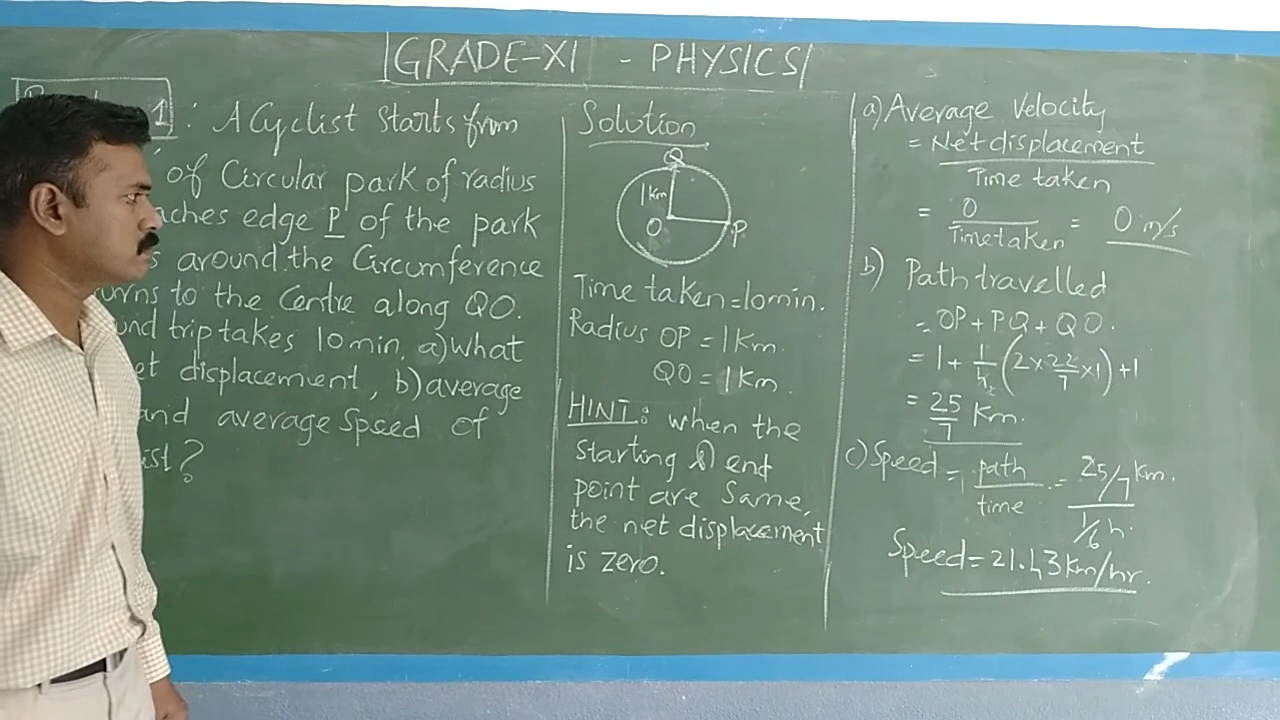 GRADE-XI - PHYSICS
1 : A Cyclist starts from
of Circular park of radius
aches edge P of the park
s around the Circumference
urns to the Centre along QO.
und trip takes 10 min, a) what
et displacement, b) average
and average Speed of
ist?
Solution
Q
1 Km
O
P
Time taken = 10 min.
Radius OP = 1 Km
QO = 1 Km
HINT: when the
starting & end
point are Same,
the net displacement
is zero.
a) Average Velocity
= Net displacement
Time taken
= 0 / Time taken = 0 m/s
b) Path travelled
= OP + PQ + QO.
= 1 + 1/4 (2 × 22/7 × 1) + 1
= 25/7 Km.
c) Speed = path / time = 25/7 Km. / 1/6 h.
Speed = 21.43 Km/hr.